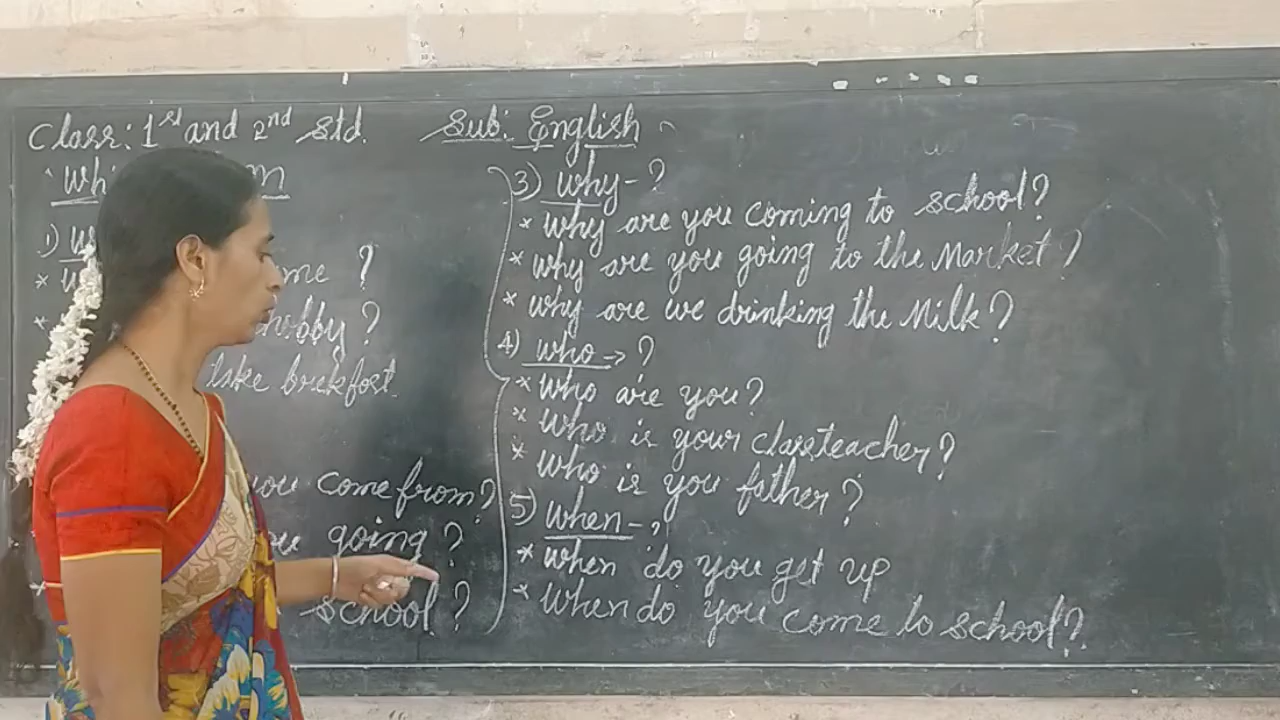 Class: 1st and 2nd Std.
Sub: English
me ?
hobby ?
take brekfast.
you come from?
going ?
school ?
3) why - ?
* why are you coming to school?
* why are you going to the Market ?
* why are we drinking the Milk?
4) who -> ?
* who are you?
* who is your classteacher?
* who is you father ?
5) when - ?
* when do you get up
* when do you come to school?